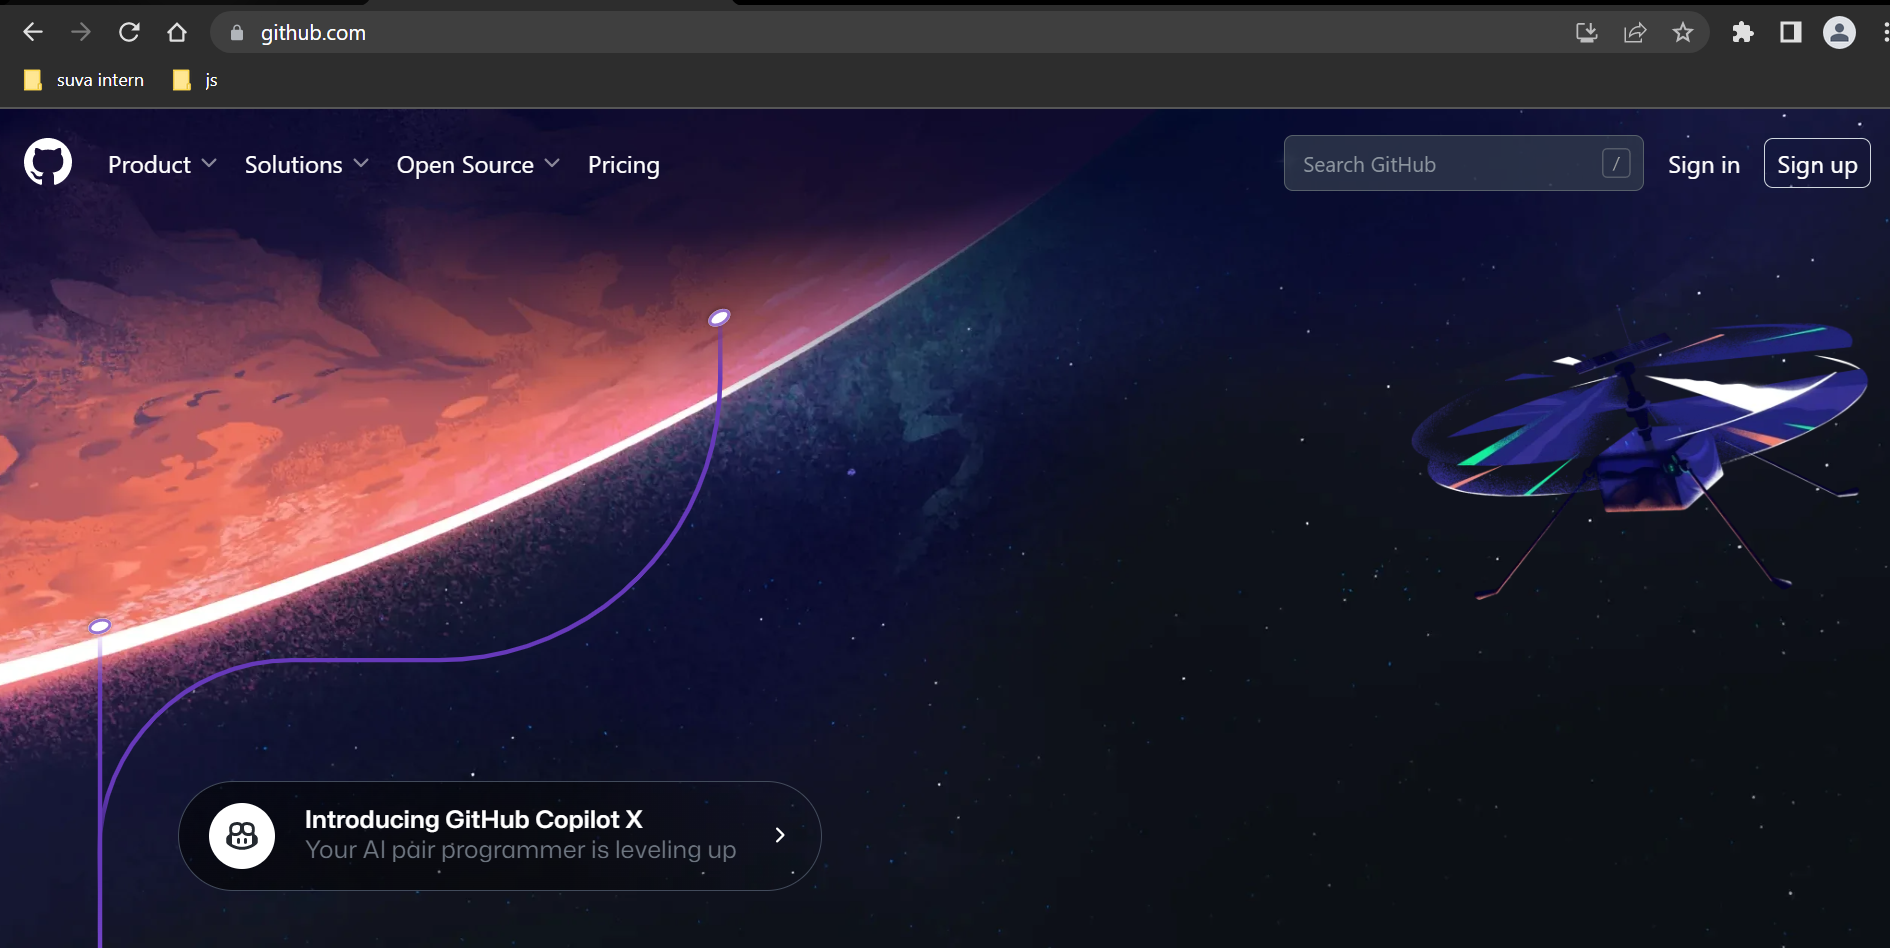 github.com
suva intern js
Product Solutions Open Source Pricing Search GitHub / Sign in Sign up
Introducing GitHub Copilot X
Your AI pair programmer is leveling up